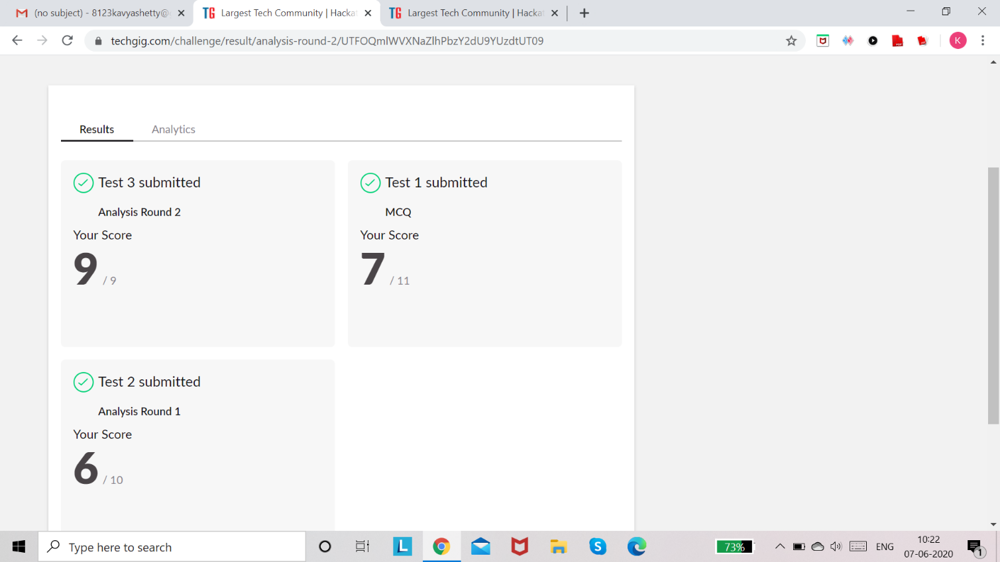 (no subject) - 8123kavyashetty@
Largest Tech Community | Hacka
Largest Tech Community | Hacka
techgig.com/challenge/result/analysis-round-2/UTFOQmlWVXNaZlhPbzY2dU9YUzdtUT09
K
Results
Analytics
Test 3 submitted
Analysis Round 2
Your Score
9 / 9
Test 1 submitted
MCQ
Your Score
7 / 11
Test 2 submitted
Analysis Round 1
Your Score
6 / 10
Type here to search
L
S
73%
ENG
10:22
07-06-2020
1